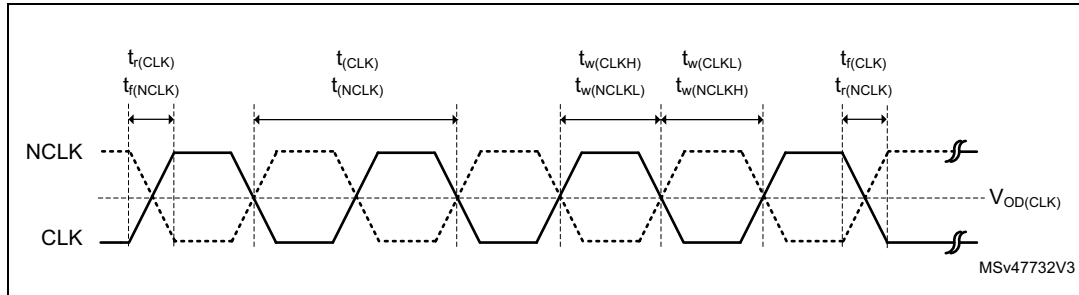 t_r(CLK)
t_f(NCLK)
t_(CLK)
t_(NCLK)
t_w(CLKH)
t_w(NCLKL)
t_w(CLKL)
t_w(NCLKH)
t_f(CLK)
t_r(NCLK)
NCLK
V_OD(CLK)
CLK
MSv47732V3